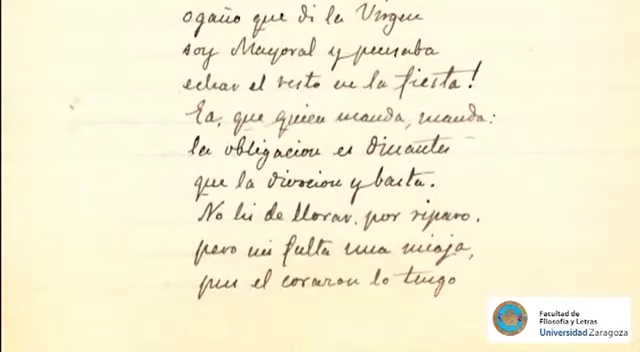 ogaño que di la Virgen
soy Mayoral y pensaba
echar el resto en la fiesta!
Ea, que quien manda, manda:
la obligacion es dinantes
que la divocion y basta.
No hi de llorar, por riparo,
pero mi falta una miaja,
pus el corazon lo tengo
Facultad de
Filosofía y Letras
Universidad Zaragoza